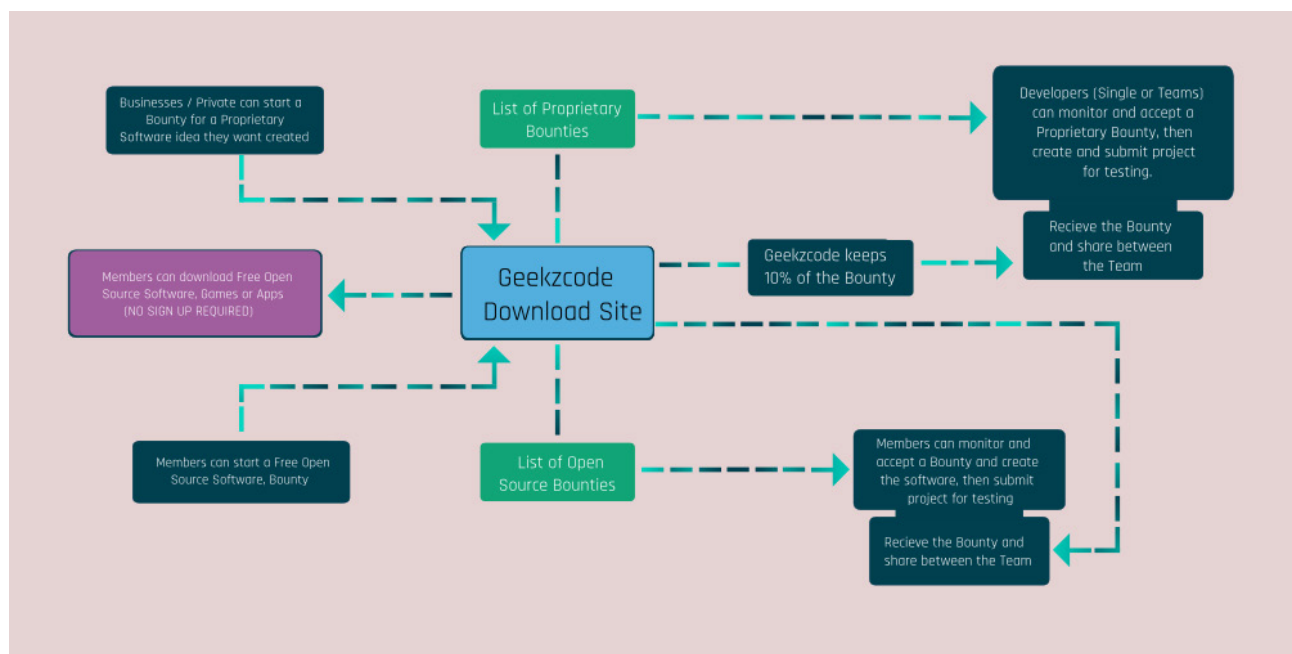 Businesses / Private can start a
Bounty for a Proprietary
Software idea they want created
List of Proprietary
Bounties
Developers (Single or Teams)
can monitor and accept a
Proprietary Bounty, then
create and submit project
for testing.
Recieve the Bounty
and share between
the Team
Geekzcode keeps
10% of the Bounty
Geekzcode
Download Site
Members can download Free Open
Source Software, Games or Apps
(NO SIGN UP REQUIRED)
Members can start a Free Open
Source Software, Bounty
List of Open
Source Bounties
Members can monitor and
accept a Bounty and create
the software, then submit
project for testing
Recieve the Bounty and
share between the Team